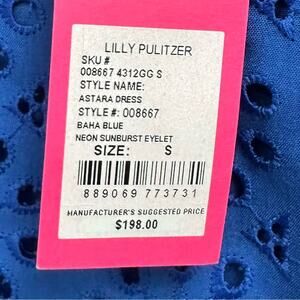 LILLY PULITZER
SKU #
008667 4312GG S
STYLE NAME:
ASTARA DRESS
STYLE #: 008667
BAHA BLUE
NEON SUNBURST EYELET
SIZE: S
889069 773731
MANUFACTURER'S SUGGESTED PRICE
$198.00